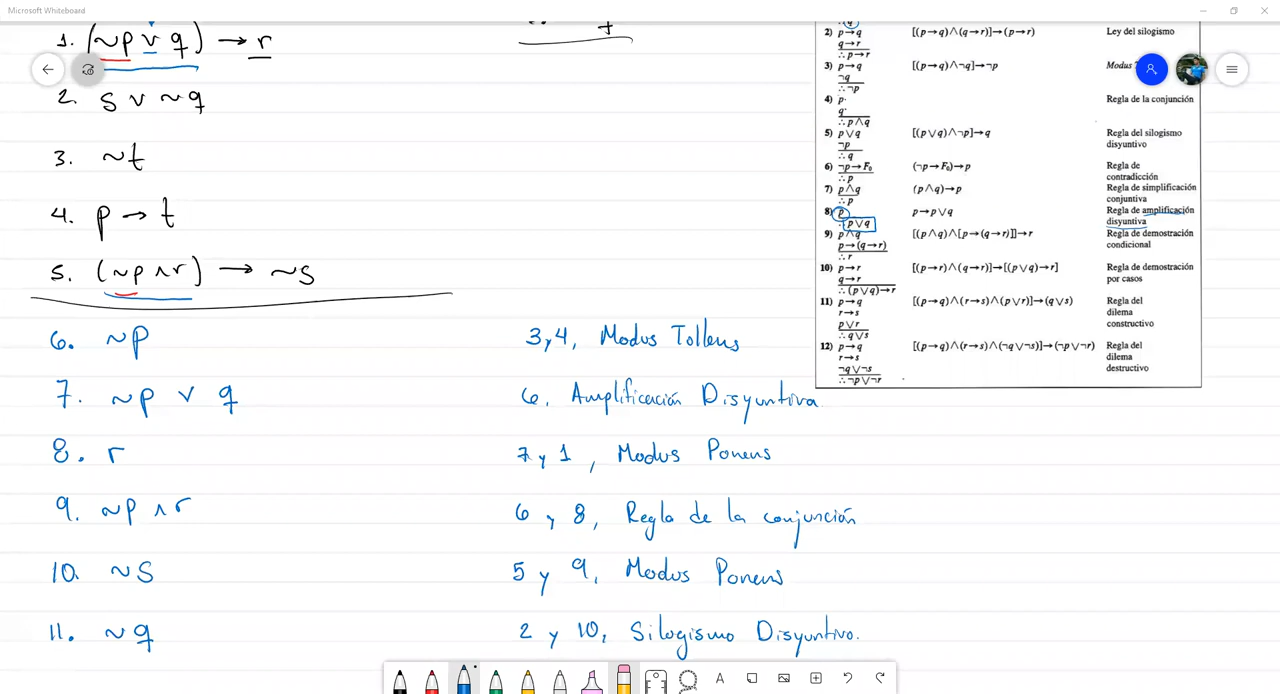 Microsoft Whiteboard
1. (~p ∨ q) → r
2. s ∨ ~q
3. ~t
4. p → t
5. (~p ∧ r) → ~s
6. ~p 3 y 4, Modus Tollens
7. ~p ∨ q 6, Amplificación Disyuntiva
8. r 7 y 1, Modus Ponens
9. ~p ∧ r 6 y 8, Regla de la conjunción
10. ~s 5 y 9, Modus Ponens
11. ~q 2 y 10, Silogismo Disyuntivo.
2) p→q [(p→q)∧(q→r)]→(p→r) Ley del silogismo
q→r
∴p→r
3) p→q [(p→q)∧¬q]→¬p Modus
¬q
∴¬p
4) p Regla de la conjunción
q
∴p∧q
5) p∨q [(p∨q)∧¬p]→q Regla del silogismo
¬p disyuntivo
∴q
6) ¬p→F₀ (¬p→F₀)→p Regla de
∴p contradicción
7) p∧q (p∧q)→p Regla de simplificación
∴p conjuntiva
8) p p→p∨q Regla de amplificación
∴p∨q disyuntiva
9) p∧q [(p∧q)∧[p→(q→r)]]→r Regla de demostración
p→(q→r) condicional
∴r
10) p→r [(p→r)∧(q→r)]→[(p∨q)→r] Regla de demostración
q→r por casos
∴(p∨q)→r
11) p→q [(p→q)∧(r→s)∧(p∨r)]→(q∨s) Regla del
r→s dilema
p∨r constructivo
∴q∨s
12) p→q [(p→q)∧(r→s)∧(¬q∨¬s)]→(¬p∨¬r) Regla del
r→s dilema
¬q∨¬s destructivo
∴¬p∨¬r